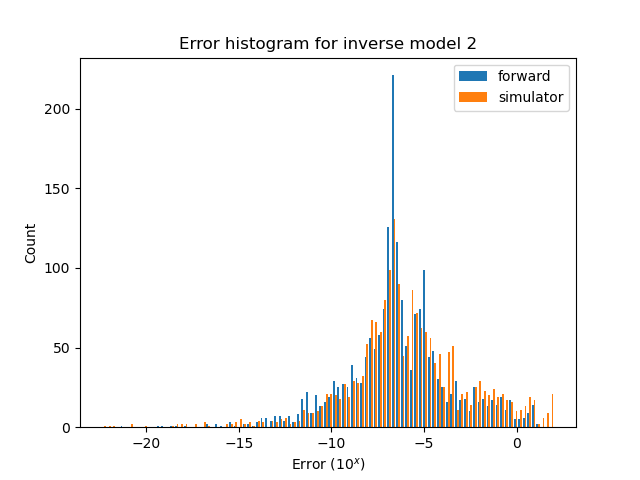 Error histogram for inverse model 2
forward
simulator
200
150
100
50
0
Count
−20
−15
−10
−5
0
Error (10^x)